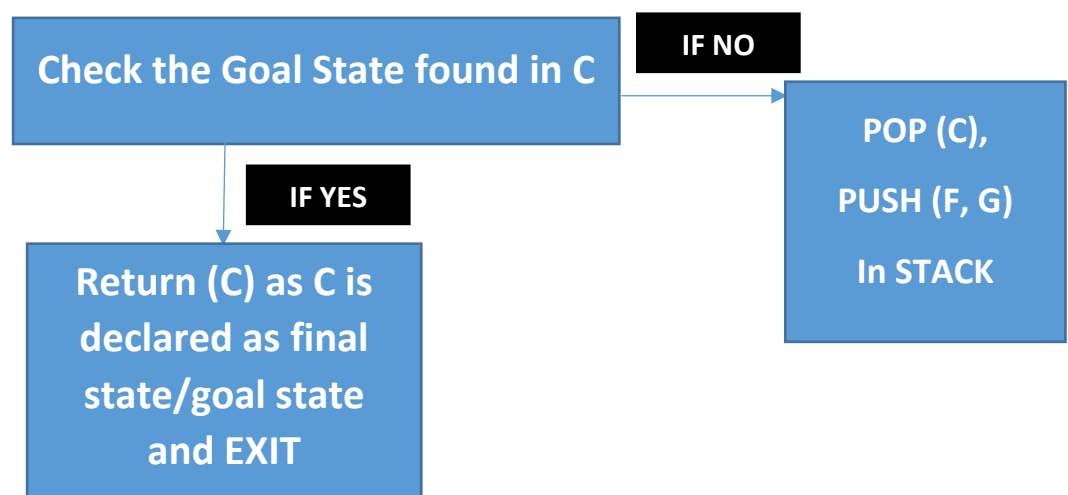 Check the Goal State found in C
IF NO
POP (C),
PUSH (F, G)
In STACK
IF YES
Return (C) as C is
declared as final
state/goal state
and EXIT